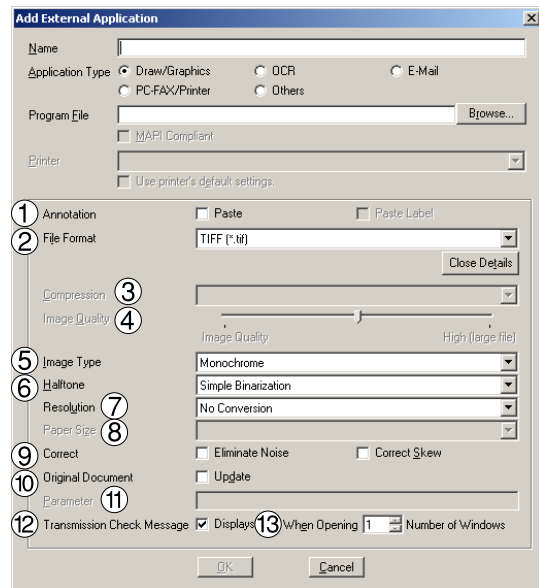 Add External Application
Name
Application Type Draw/Graphics OCR E-Mail
PC-FAX/Printer Others
Program File Browse...
MAPI Compliant
Printer
Use printer's default settings.
1 Annotation Paste Paste Label
2 File Format TIFF (*.tif)
Close Details
Compression 3
Image Quality 4
Image Quality High (large file)
5 Image Type Monochrome
6 Halftone Simple Binarization
Resolution 7 No Conversion
Paper Size 8
9 Correct Eliminate Noise Correct Skew
10 Original Document Update
Parameter 11
12 Transmission Check Message Displays 13 When Opening 1 Number of Windows
OK Cancel